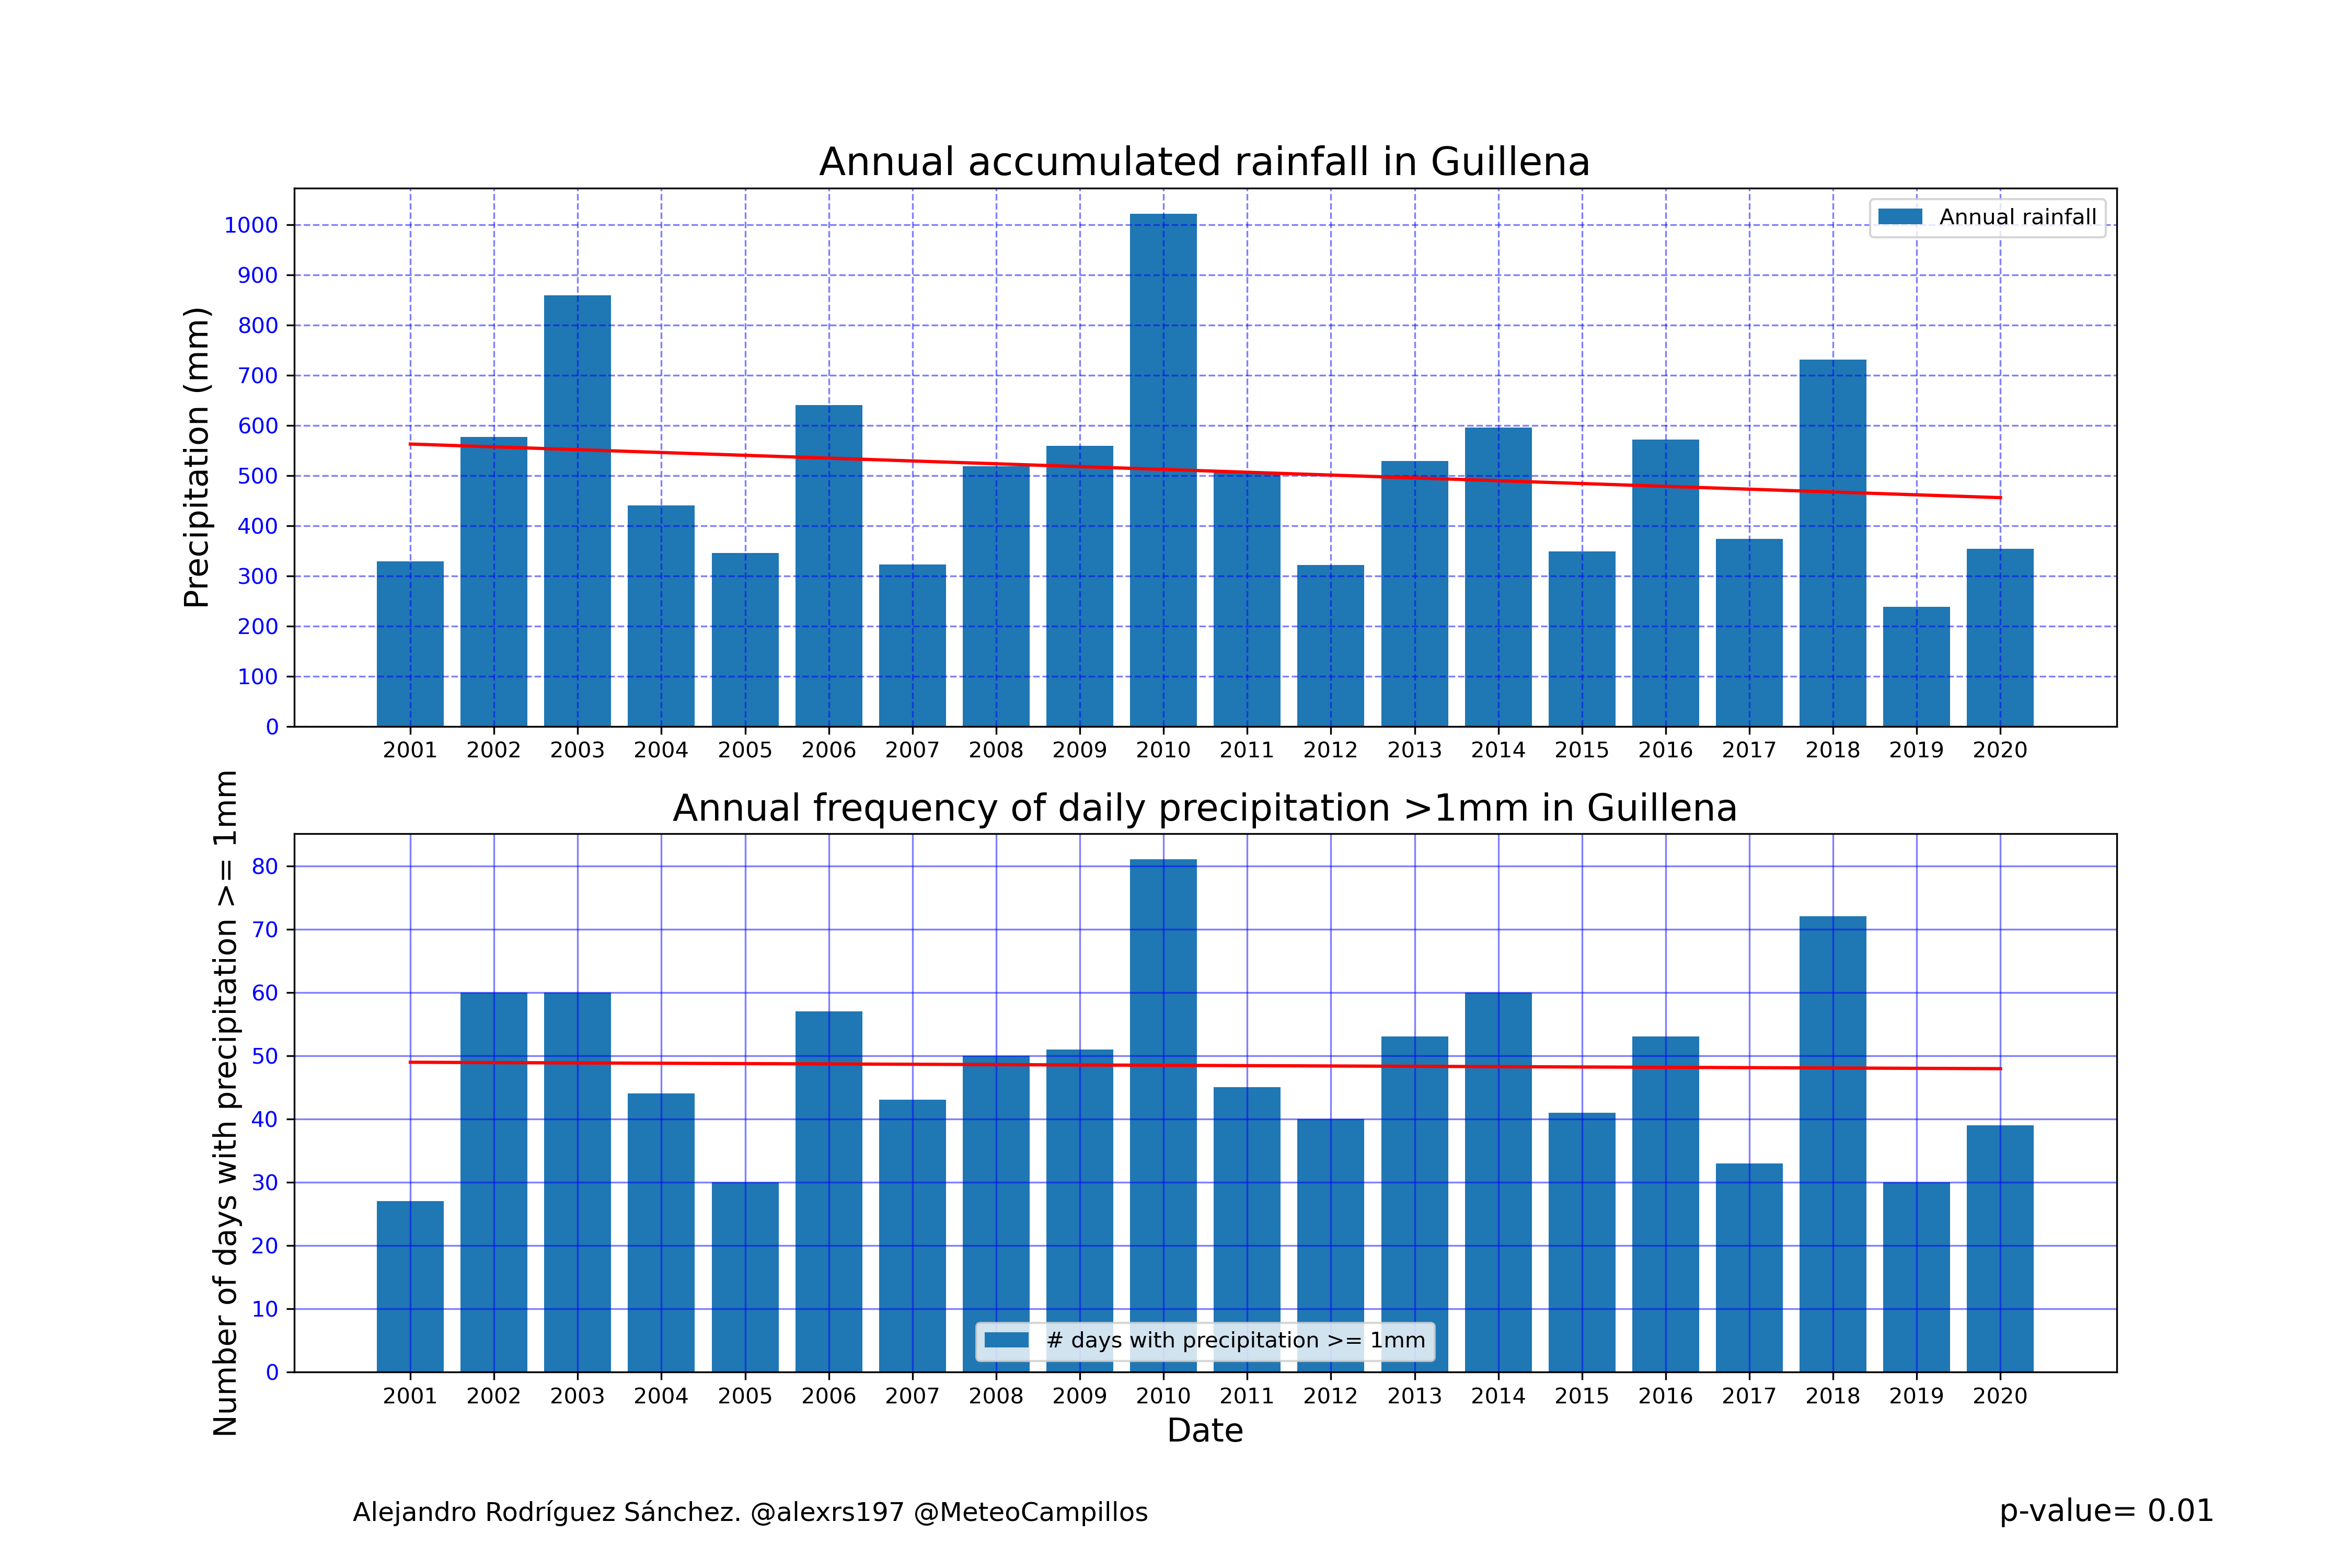 Annual accumulated rainfall in Guillena
Annual rainfall
Precipitation (mm)
1000
900
800
700
600
500
400
300
200
100
0
2001 2002 2003 2004 2005 2006 2007 2008 2009 2010 2011 2012 2013 2014 2015 2016 2017 2018 2019 2020
Annual frequency of daily precipitation >1mm in Guillena
Number of days with precipitation >= 1mm
80
70
60
50
40
30
20
10
0
# days with precipitation >= 1mm
2001 2002 2003 2004 2005 2006 2007 2008 2009 2010 2011 2012 2013 2014 2015 2016 2017 2018 2019 2020
Date
Alejandro Rodríguez Sánchez. @alexrs197 @MeteoCampillos
p-value= 0.01